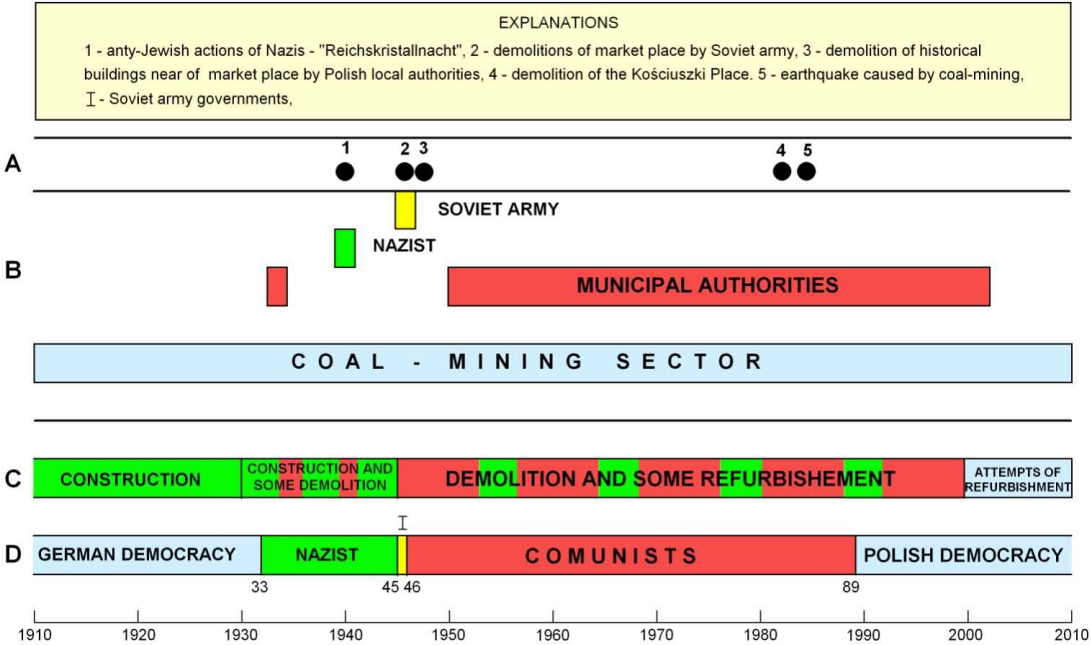 EXPLANATIONS
1 - anty-Jewish actions of Nazis - "Reichskristallnacht", 2 - demolitions of market place by Soviet army, 3 - demolition of historical
buildings near of market place by Polish local authorities, 4 - demolition of the Kościuszki Place. 5 - earthquake caused by coal-mining,
I - Soviet army governments,
A
1 2 3 4 5
SOVIET ARMY
NAZIST
B
MUNICIPAL AUTHORITIES
COAL - MINING SECTOR
C
CONSTRUCTION
CONSTRUCTION AND
SOME DEMOLITION
DEMOLITION AND SOME REFURBISHEMENT
ATTEMPTS OF
REFURBISHMENT
I
D
GERMAN DEMOCRACY
NAZIST
COMUNISTS
POLISH DEMOCRACY
33 45 46 89
1910 1920 1930 1940 1950 1960 1970 1980 1990 2000 2010